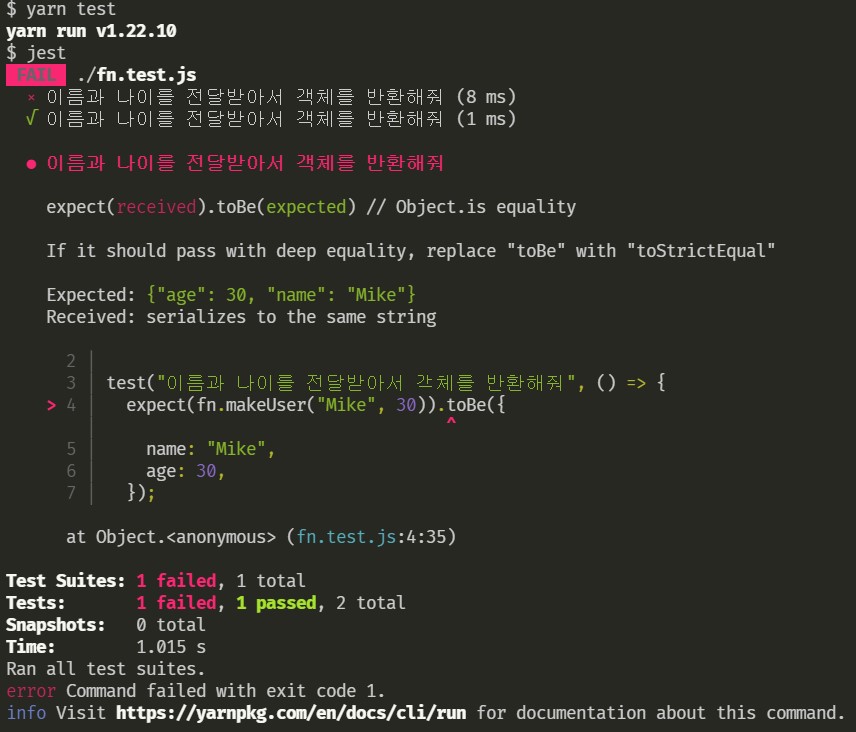 $ yarn test
yarn run v1.22.10
$ jest
FAIL ./fn.test.js
× 이름과 나이를 전달받아서 객체를 반환해줘 (8 ms)
√ 이름과 나이를 전달받아서 객체를 반환해줘 (1 ms)
● 이름과 나이를 전달받아서 객체를 반환해줘
expect(received).toBe(expected) // Object.is equality
If it should pass with deep equality, replace "toBe" with "toStrictEqual"
Expected: {"age": 30, "name": "Mike"}
Received: serializes to the same string
2 |
3 | test("이름과 나이를 전달받아서 객체를 반환해줘", () => {
> 4 | expect(fn.makeUser("Mike", 30)).toBe({
| ^
5 | name: "Mike",
6 | age: 30,
7 | });
at Object.<anonymous> (fn.test.js:4:35)
Test Suites: 1 failed, 1 total
Tests: 1 failed, 1 passed, 2 total
Snapshots: 0 total
Time: 1.015 s
Ran all test suites.
error Command failed with exit code 1.
info Visit https://yarnpkg.com/en/docs/cli/run for documentation about this command.